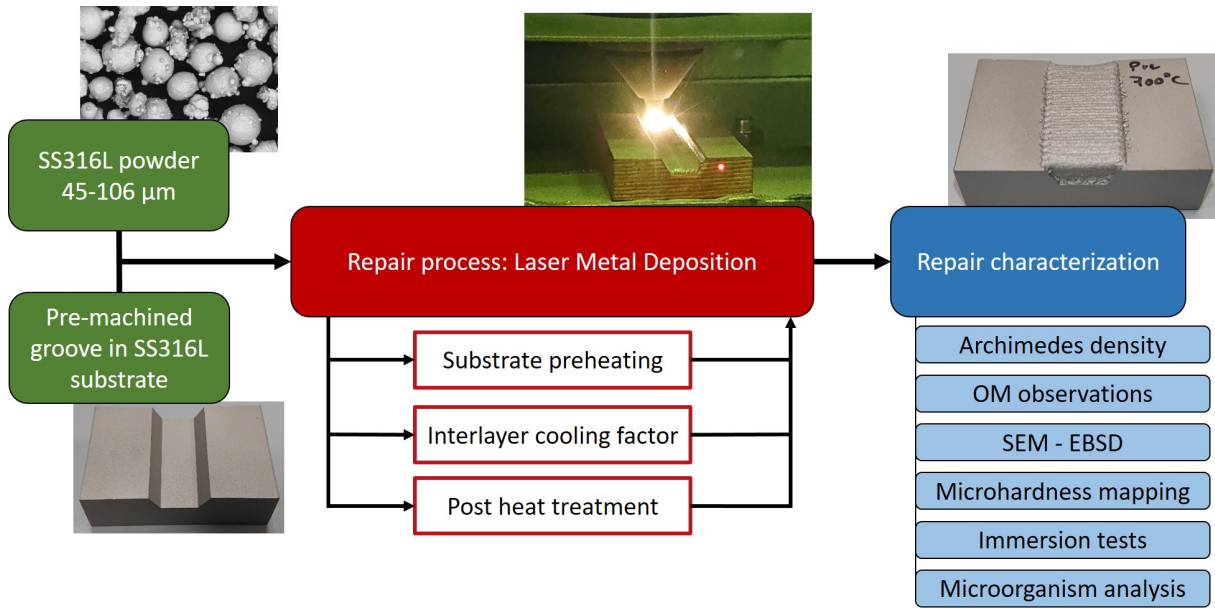 SS316L powder
45-106 µm
Pre-machined
groove in SS316L
substrate
Repair process: Laser Metal Deposition
Substrate preheating
Interlayer cooling factor
Post heat treatment
700°C
Repair characterization
Archimedes density
OM observations
SEM - EBSD
Microhardness mapping
Immersion tests
Microorganism analysis